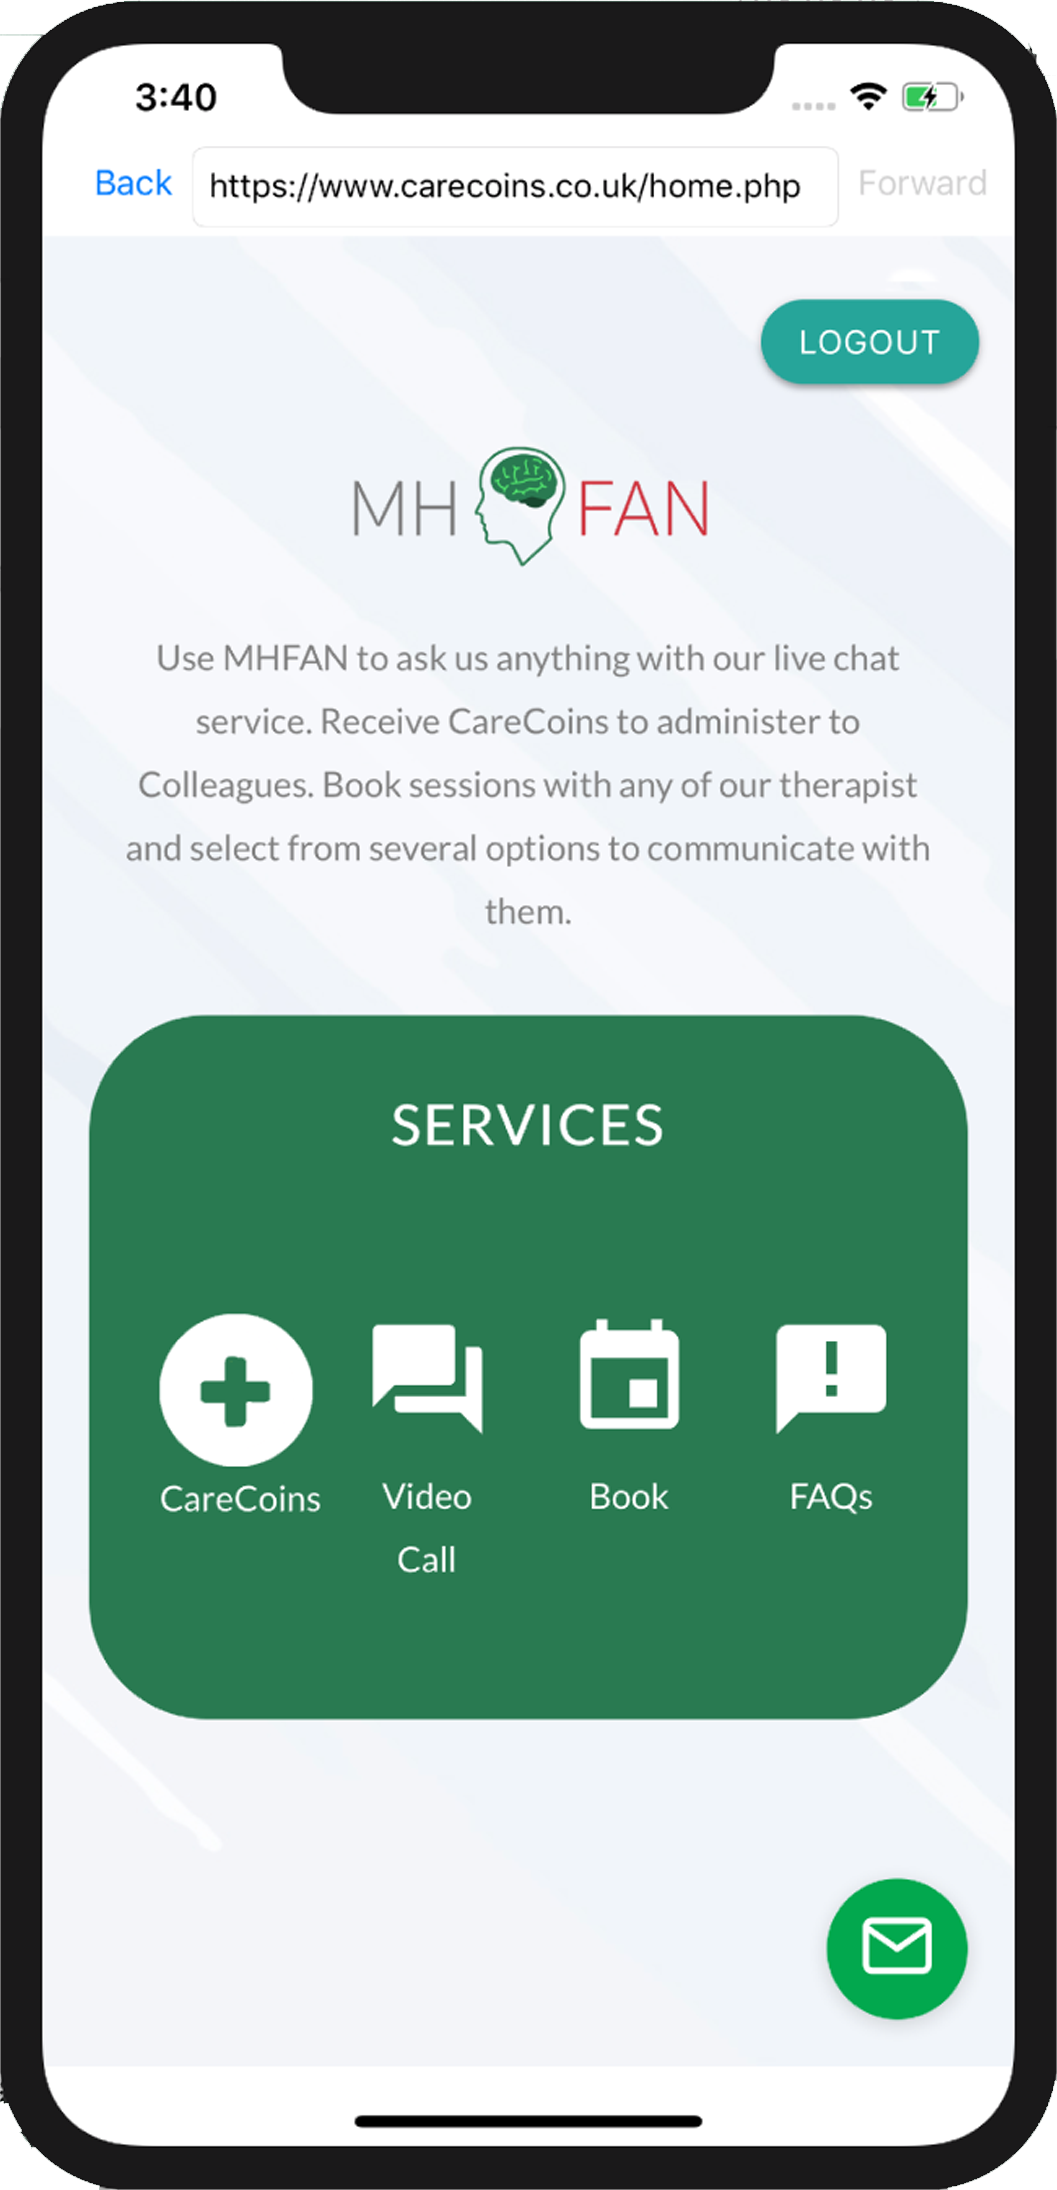 3:40
Back https://www.carecoins.co.uk/home.php Forward
LOGOUT
MH FAN
Use MHFAN to ask us anything with our live chat
service. Receive CareCoins to administer to
Colleagues. Book sessions with any of our therapist
and select from several options to communicate with
them.
SERVICES
CareCoins
Video
Call
Book
FAQs